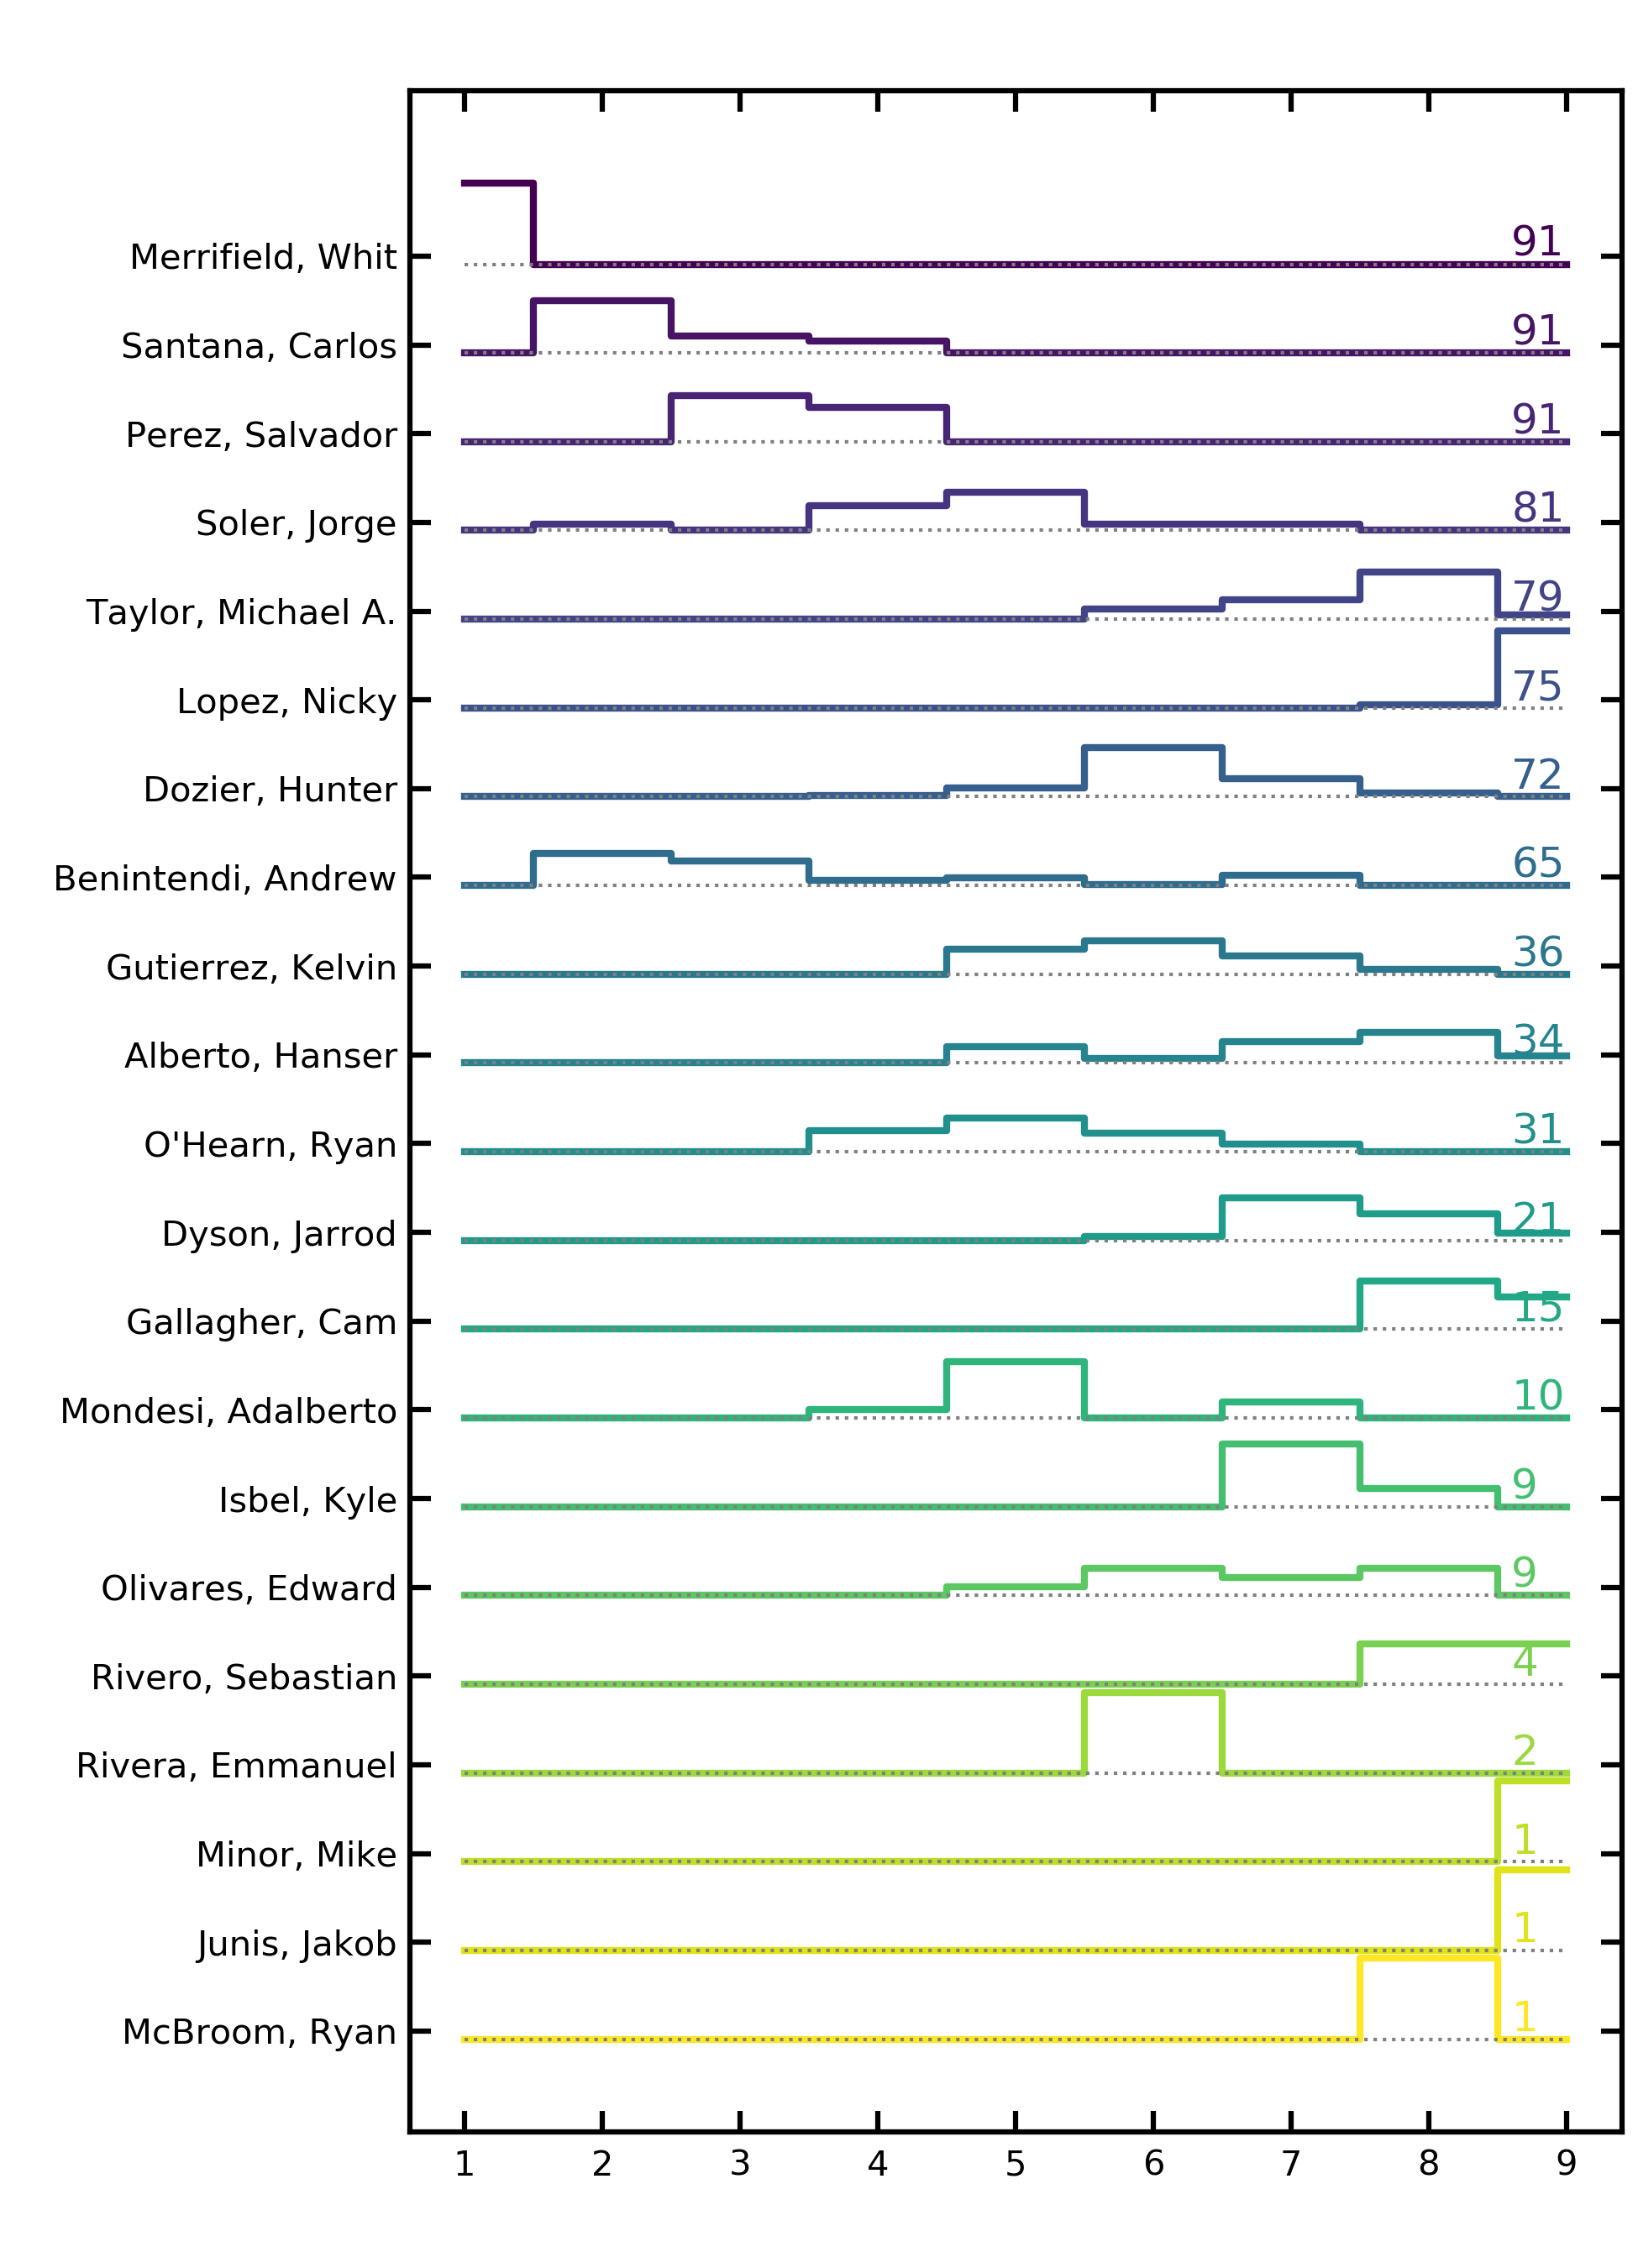 Merrifield, Whit 91
Santana, Carlos 91
Perez, Salvador 91
Soler, Jorge 81
Taylor, Michael A. 79
Lopez, Nicky 75
Dozier, Hunter 72
Benintendi, Andrew 65
Gutierrez, Kelvin 36
Alberto, Hanser 34
O'Hearn, Ryan 31
Dyson, Jarrod 21
Gallagher, Cam 15
Mondesi, Adalberto 10
Isbel, Kyle 9
Olivares, Edward 9
Rivero, Sebastian 4
Rivera, Emmanuel 2
Minor, Mike 1
Junis, Jakob 1
McBroom, Ryan 1
1 2 3 4 5 6 7 8 9